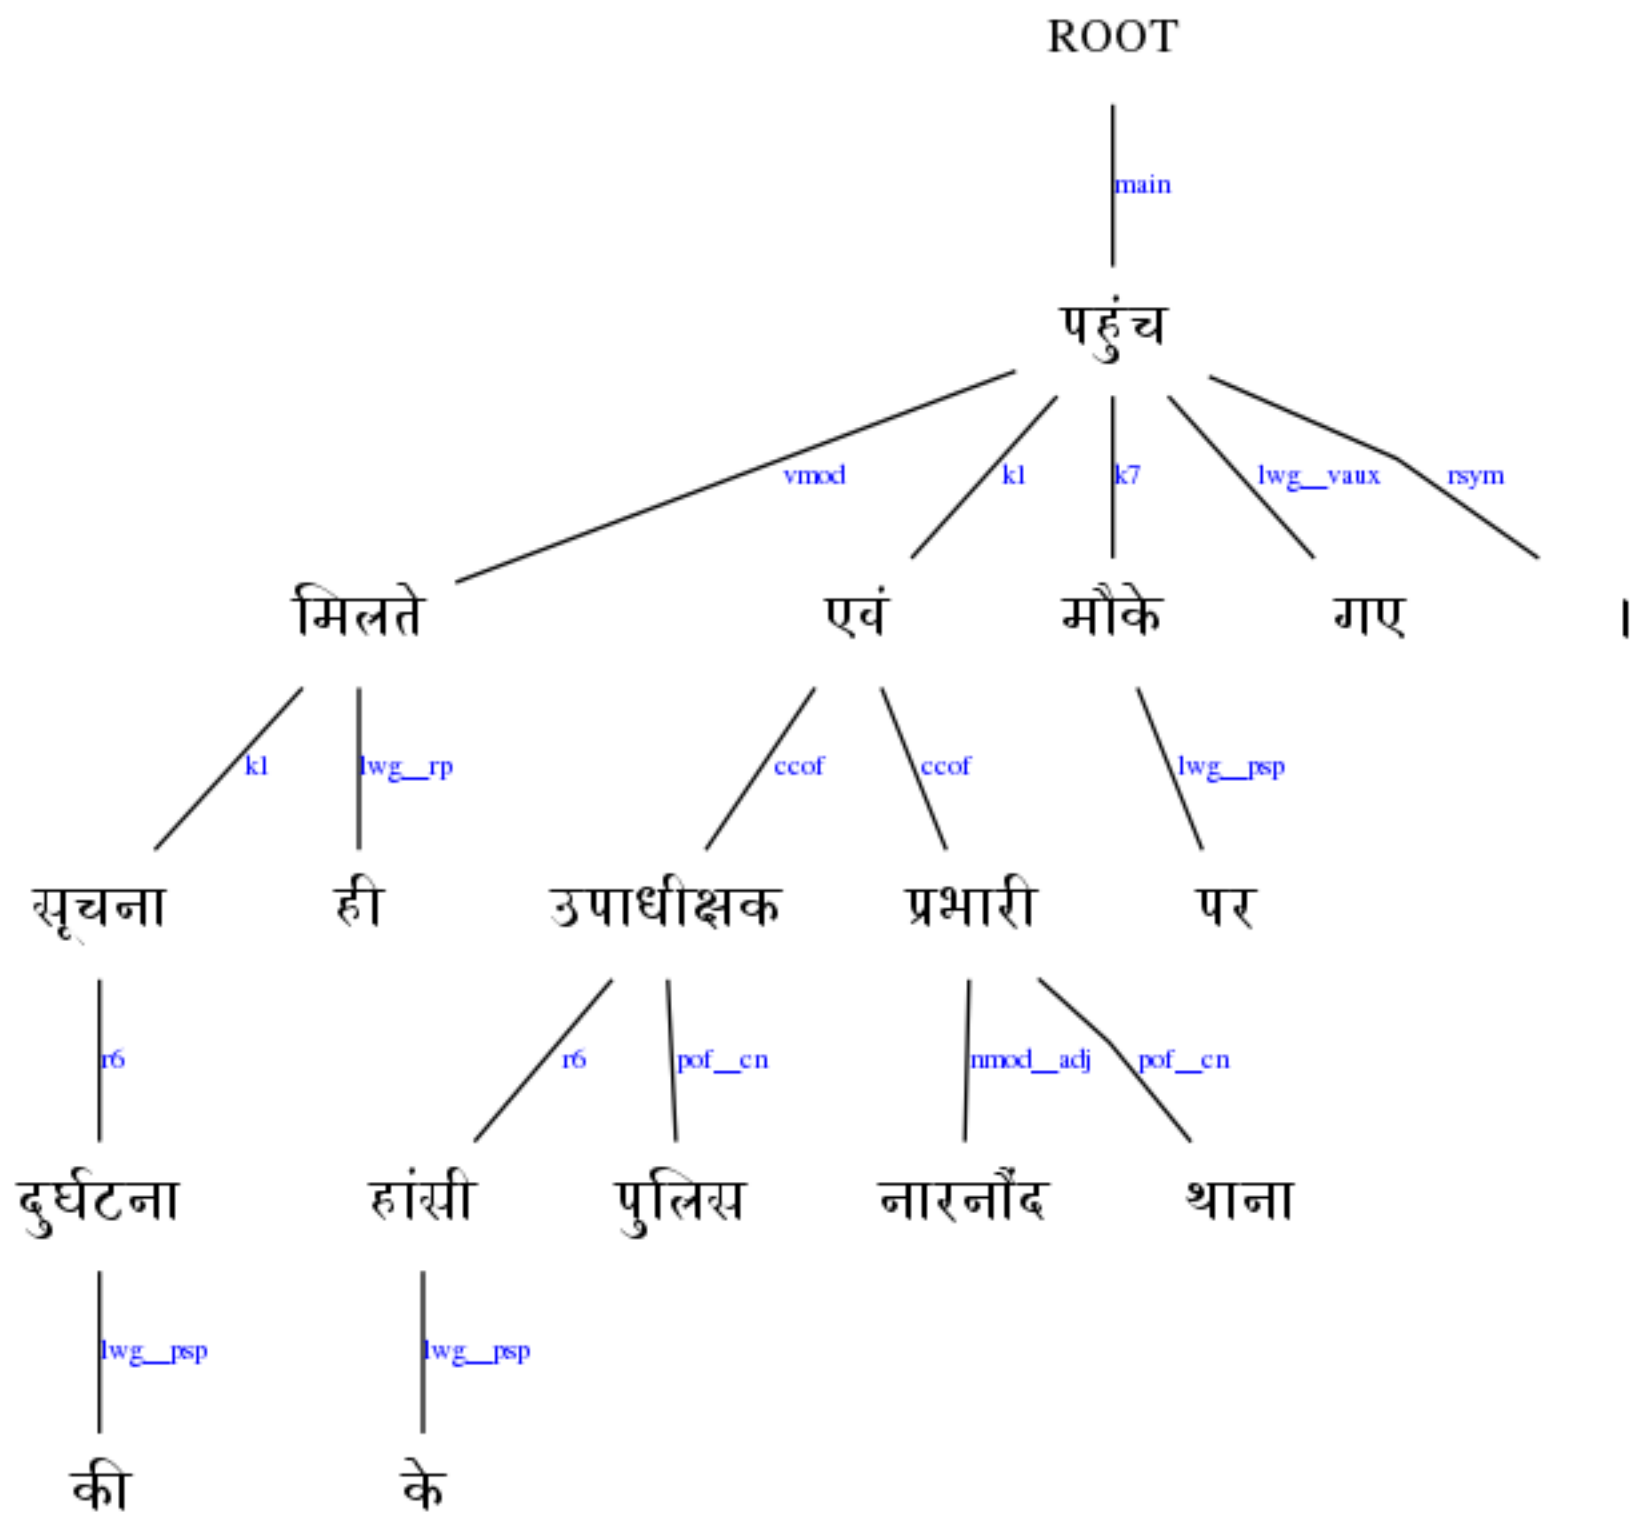 ROOT
main
पहुंच
vmod k1 k7 lwg__vaux rsym
मिलते एवं मौके गए ।
k1 lwg__rp ccof ccof lwg__psp
सूचना ही उपाधीक्षक प्रभारी पर
r6 r6 pof__cn nmod__adj pof__cn
दुर्घटना हांसी पुलिस नारनौंद थाना
lwg__psp lwg__psp
की के